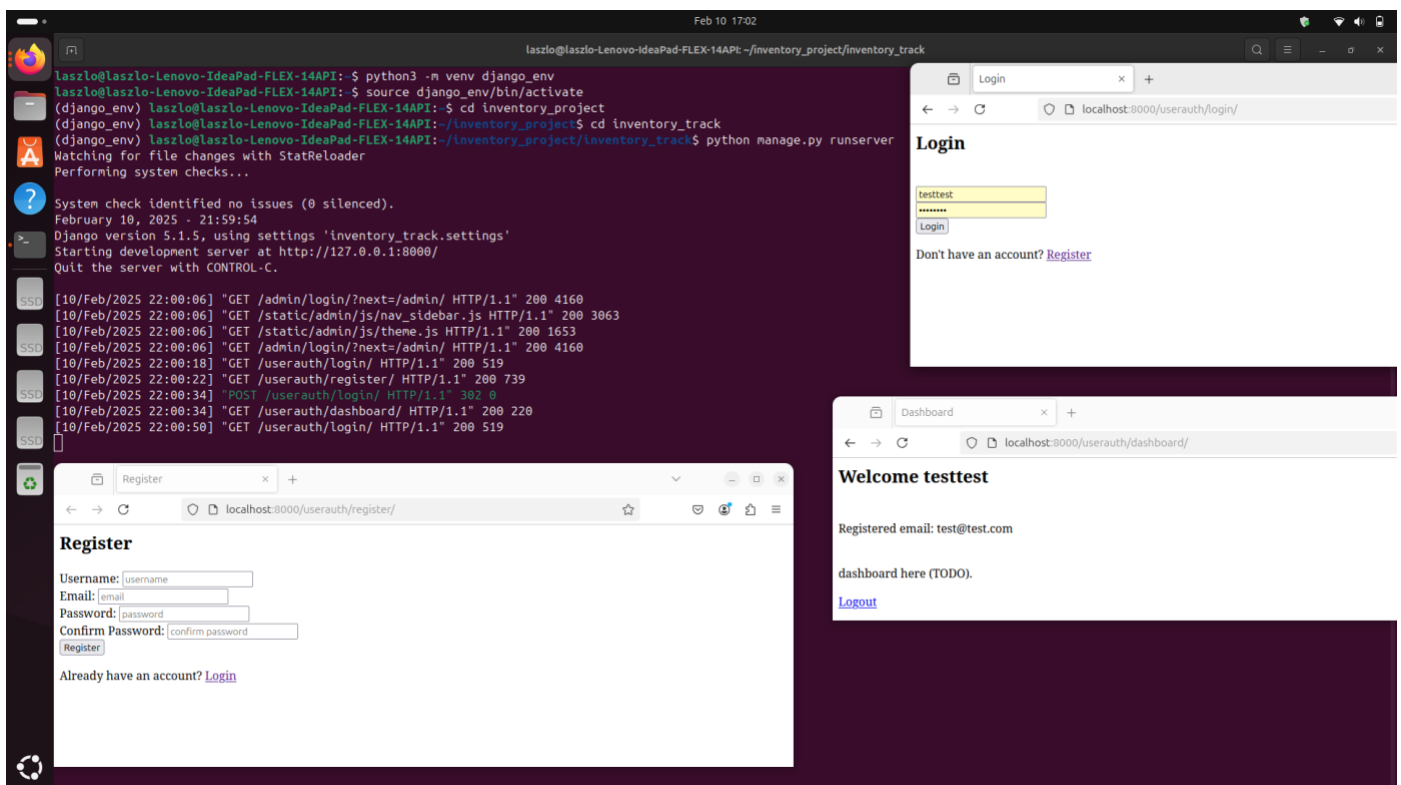 Feb 10 17:02
laszlo@laszlo-Lenovo-IdeaPad-FLEX-14API: ~/inventory_project/inventory_track
laszlo@laszlo-Lenovo-IdeaPad-FLEX-14API:~$ python3 -m venv django_env
laszlo@laszlo-Lenovo-IdeaPad-FLEX-14API:~$ source django_env/bin/activate
(django_env) laszlo@laszlo-Lenovo-IdeaPad-FLEX-14API:~$ cd inventory_project
(django_env) laszlo@laszlo-Lenovo-IdeaPad-FLEX-14API:~/inventory_project$ cd inventory_track
(django_env) laszlo@laszlo-Lenovo-IdeaPad-FLEX-14API:~/inventory_project/inventory_track$ python manage.py runserver
Watching for file changes with StatReloader
Performing system checks...
System check identified no issues (0 silenced).
February 10, 2025 - 21:59:54
Django version 5.1.5, using settings 'inventory_track.settings'
Starting development server at http://127.0.0.1:8000/
Quit the server with CONTROL-C.
[10/Feb/2025 22:00:06] "GET /admin/login/?next=/admin/ HTTP/1.1" 200 4160
[10/Feb/2025 22:00:06] "GET /static/admin/js/nav_sidebar.js HTTP/1.1" 200 3063
[10/Feb/2025 22:00:06] "GET /static/admin/js/theme.js HTTP/1.1" 200 1653
[10/Feb/2025 22:00:06] "GET /admin/login/?next=/admin/ HTTP/1.1" 200 4160
[10/Feb/2025 22:00:18] "GET /userauth/login/ HTTP/1.1" 200 519
[10/Feb/2025 22:00:22] "GET /userauth/register/ HTTP/1.1" 200 739
[10/Feb/2025 22:00:34] "POST /userauth/login/ HTTP/1.1" 302 0
[10/Feb/2025 22:00:34] "GET /userauth/dashboard/ HTTP/1.1" 200 220
[10/Feb/2025 22:00:50] "GET /userauth/login/ HTTP/1.1" 200 519
SSD
SSD
SSD
SSD
Login
localhost:8000/userauth/login/
Login
testtest
••••••••
Login
Don't have an account? Register
Dashboard
localhost:8000/userauth/dashboard/
Welcome testtest
Registered email: test@test.com
dashboard here (TODO).
Logout
Register
localhost:8000/userauth/register/
Register
Username: username
Email: email
Password: password
Confirm Password: confirm password
Register
Already have an account? Login